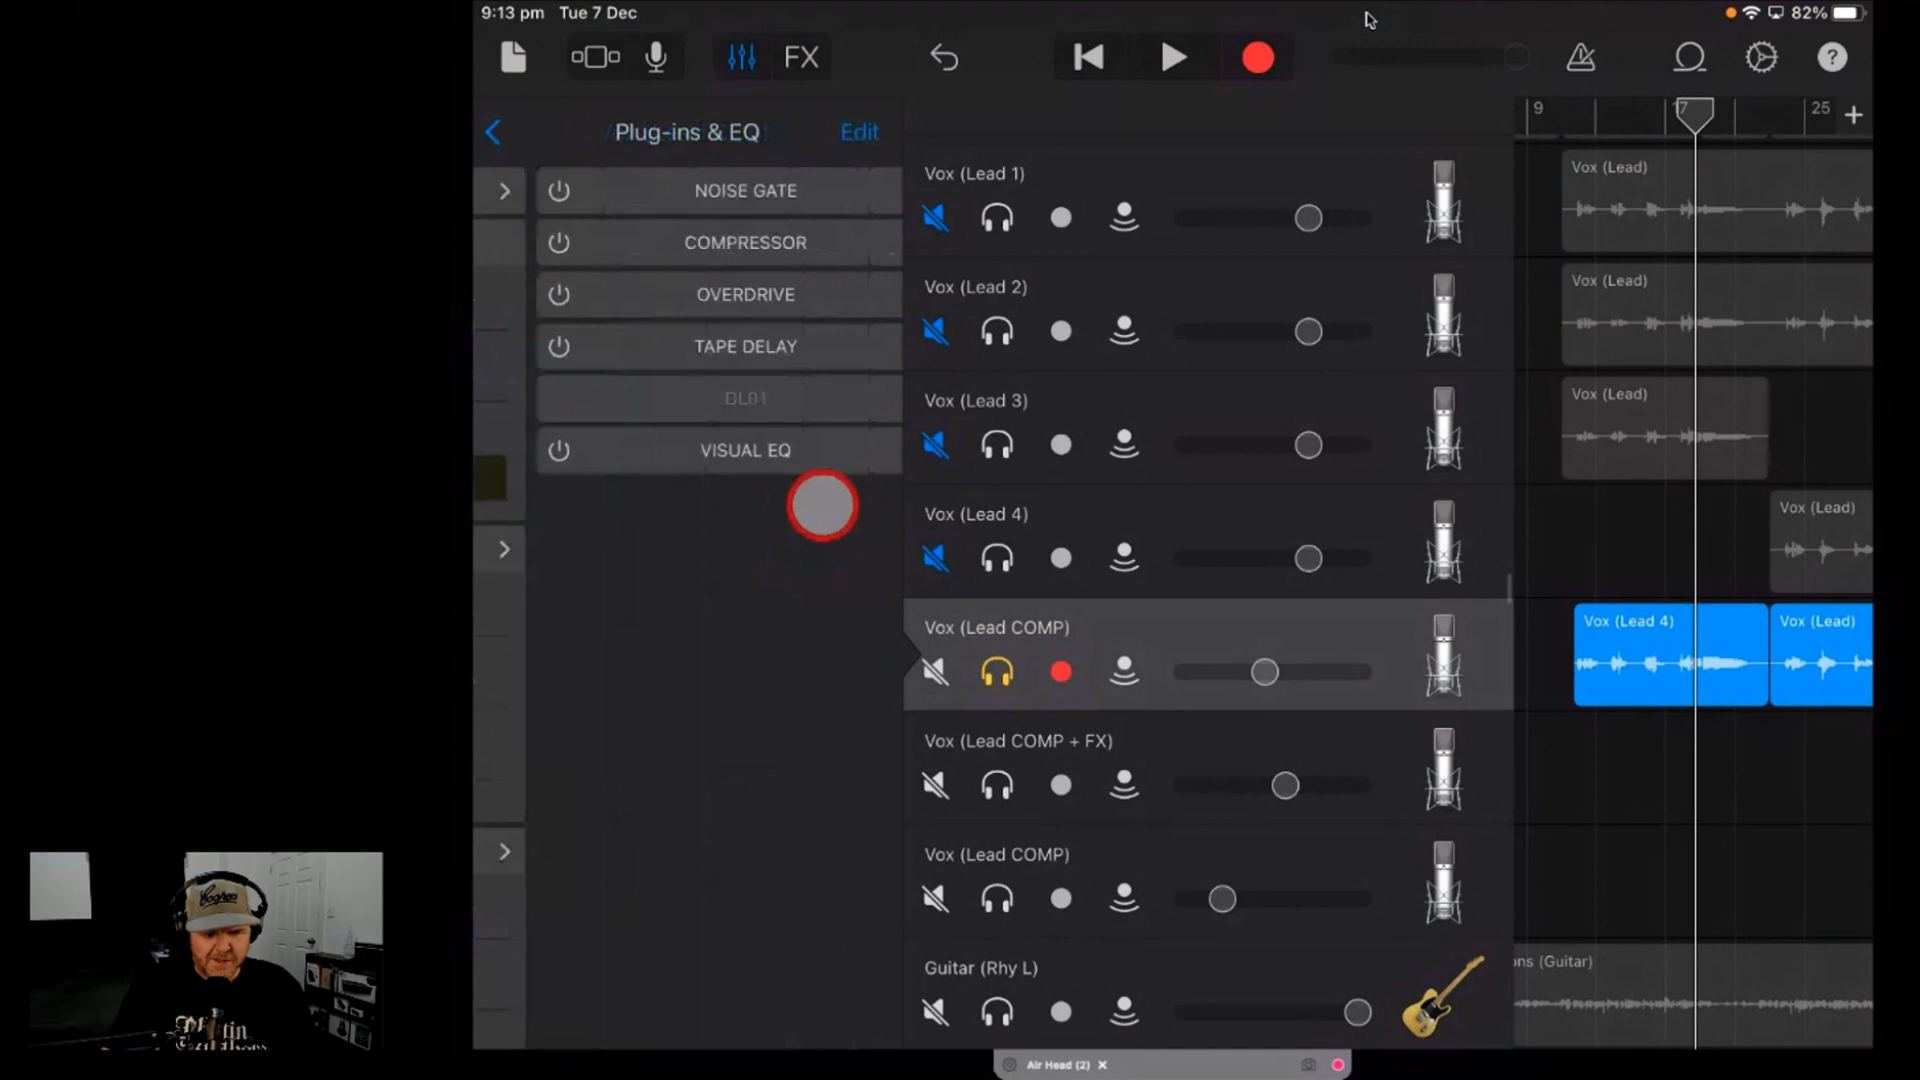 9:13 pm Tue 7 Dec
82%
FX
?
Plug-ins & EQ
Edit
9
17
25
+
NOISE GATE
COMPRESSOR
OVERDRIVE
TAPE DELAY
DL01
VISUAL EQ
Vox (Lead 1)
Vox (Lead)
Vox (Lead 2)
Vox (Lead)
Vox (Lead 3)
Vox (Lead)
Vox (Lead 4)
Vox (Lead)
Vox (Lead COMP)
Vox (Lead 4)
Vox (Lead)
Vox (Lead COMP + FX)
Vox (Lead COMP)
Guitar (Rhy L)
ons (Guitar)
Air Head (2)